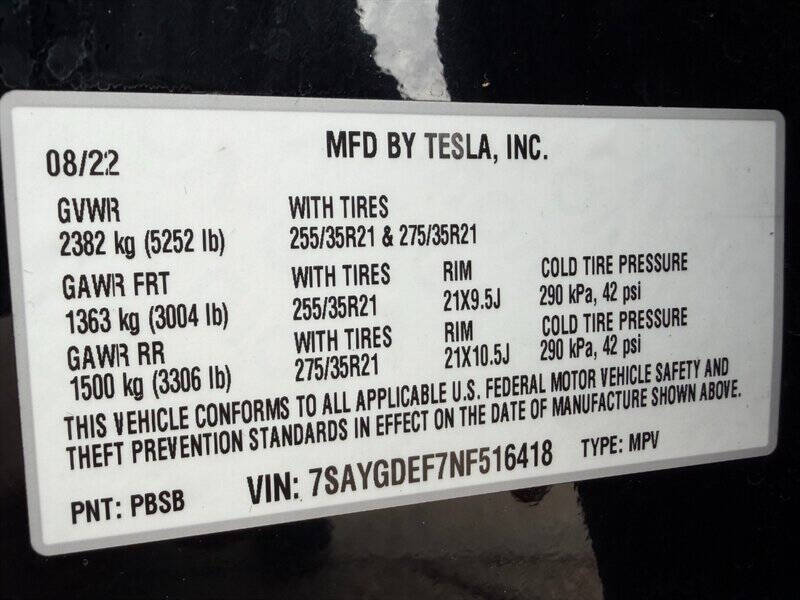 MFD BY TESLA, INC.
08/22
GVWR WITH TIRES
2382 kg (5252 lb) 255/35R21 & 275/35R21
GAWR FRT WITH TIRES RIM COLD TIRE PRESSURE
1363 kg (3004 lb) 255/35R21 21X9.5J 290 kPa, 42 psi
GAWR RR WITH TIRES RIM COLD TIRE PRESSURE
1500 kg (3306 lb) 275/35R21 21X10.5J 290 kPa, 42 psi
THIS VEHICLE CONFORMS TO ALL APPLICABLE U.S. FEDERAL MOTOR VEHICLE SAFETY AND
THEFT PREVENTION STANDARDS IN EFFECT ON THE DATE OF MANUFACTURE SHOWN ABOVE.
PNT: PBSB VIN: 7SAYGDEF7NF516418 TYPE: MPV